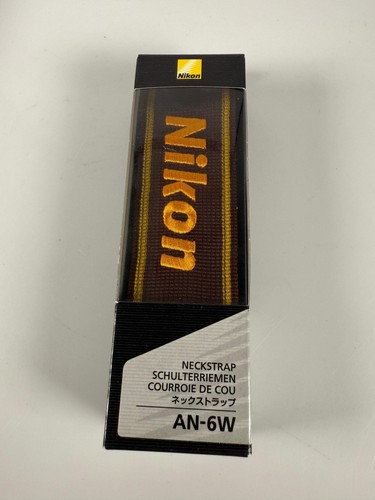 Nikon
Nikon
NECKSTRAP
SCHULTERRIEMEN
COURROIE DE COU
ネックストラップ
AN-6W